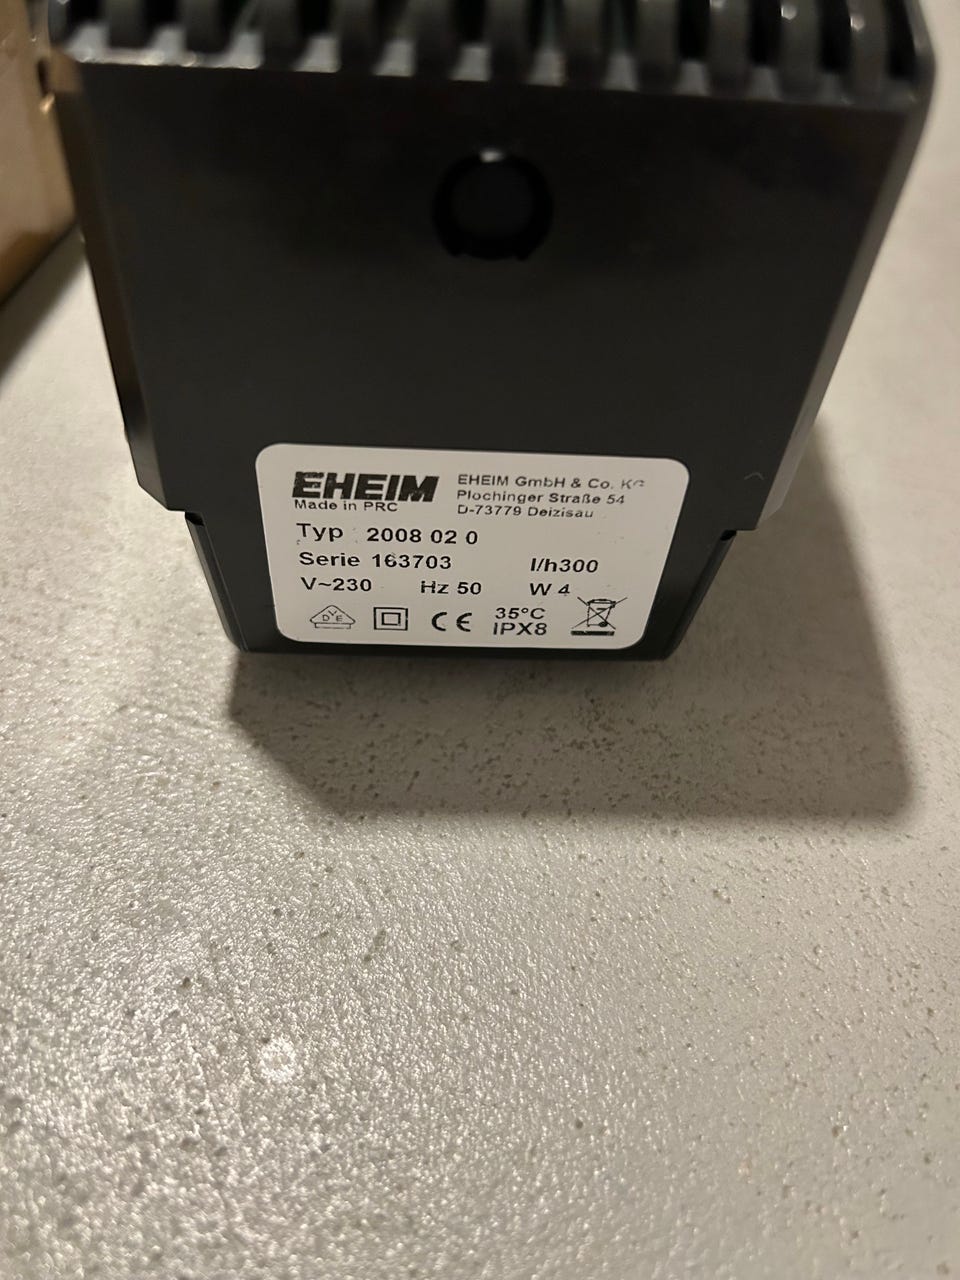 EHEIM
Made in PRC
EHEIM GmbH & Co. KG
Plochinger Straße 54
D-73779 Deizisau
Typ 2008 02 0
Serie 163703 l/h300
V~230 Hz 50 W 4
DVE CE 35°C
IPX8